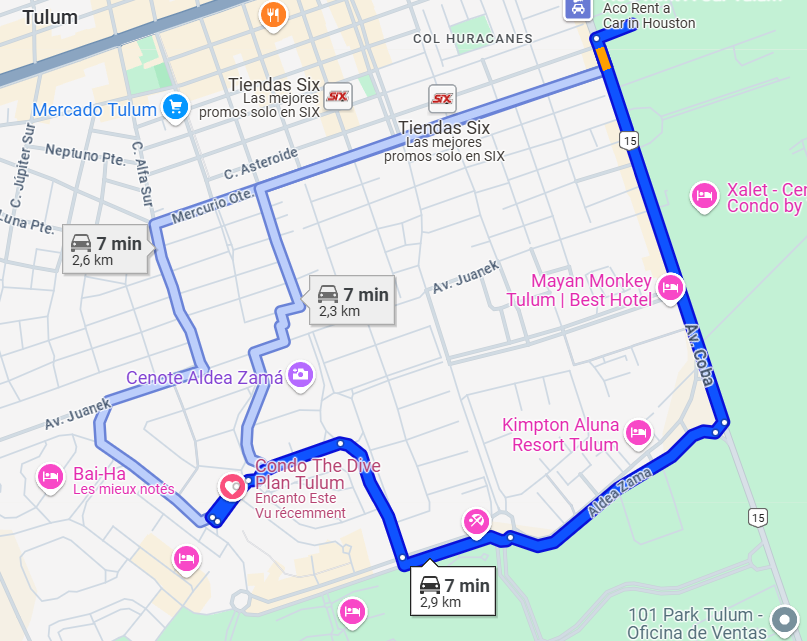 Tulum
Aco Rent a
Car in Houston
COL HURACANES
Tiendas Six
Las mejores
promos solo en SIX
SIX
SIX
Mercado Tulum
Tiendas Six
Las mejores
promos solo en SIX
15
C. Júpiter Sur
Neptuno Pte.
C. Alfa Sur
C. Asteroide
Mercurio Ote.
Luna Pte.
Xalet - Cer
Condo by
7 min
2,6 km
7 min
2,3 km
Av. Juanek
Mayan Monkey
Tulum | Best Hotel
Av. Coba
Cenote Aldea Zamá
Av. Juanek
Kimpton Aluna
Resort Tulum
Bai-Ha
Les mieux notés
Condo The Dive
Plan Tulum
Encanto Este
Vu récemment
Aldea Zama
15
7 min
2,9 km
101 Park Tulum -
Oficina de Ventas